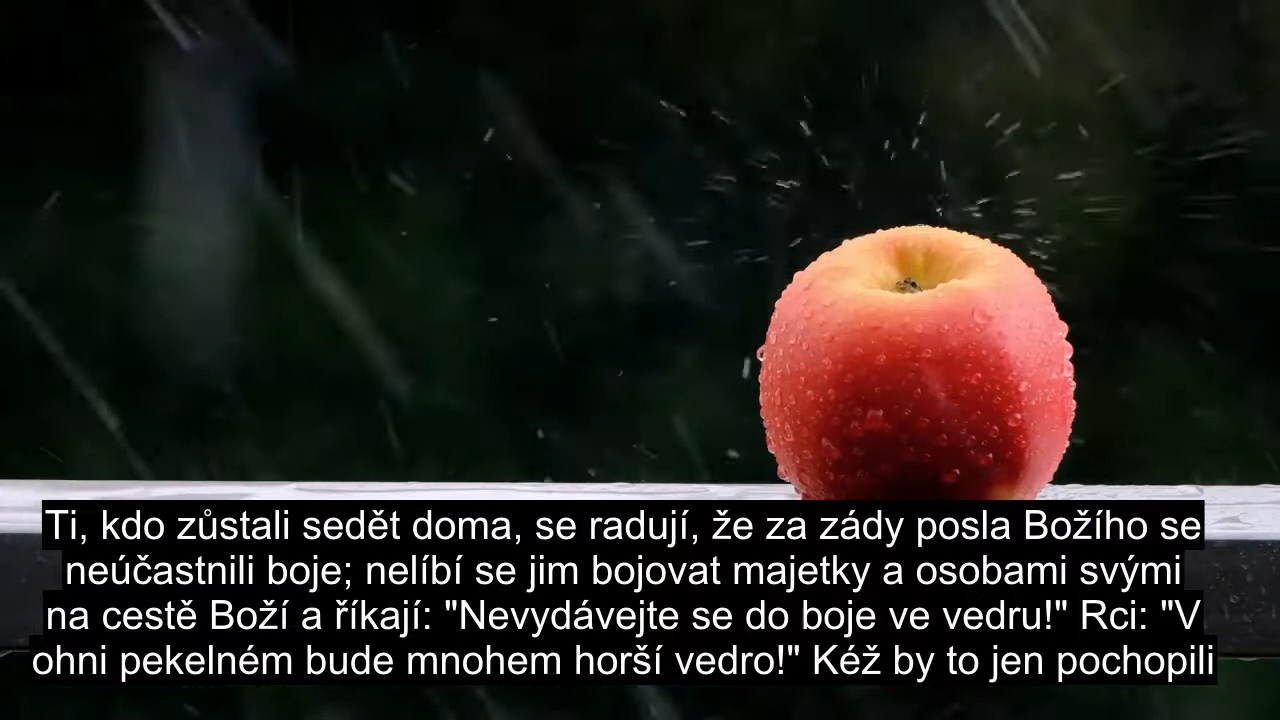 Ti, kdo zůstali sedět doma, se radují, že za zády posla Božího se
neúčastnili boje; nelíbí se jim bojovat majetky a osobami svými
na cestě Boží a říkají: "Nevydávejte se do boje ve vedru!" Rci: "V
ohni pekelném bude mnohem horší vedro!" Kéž by to jen pochopili